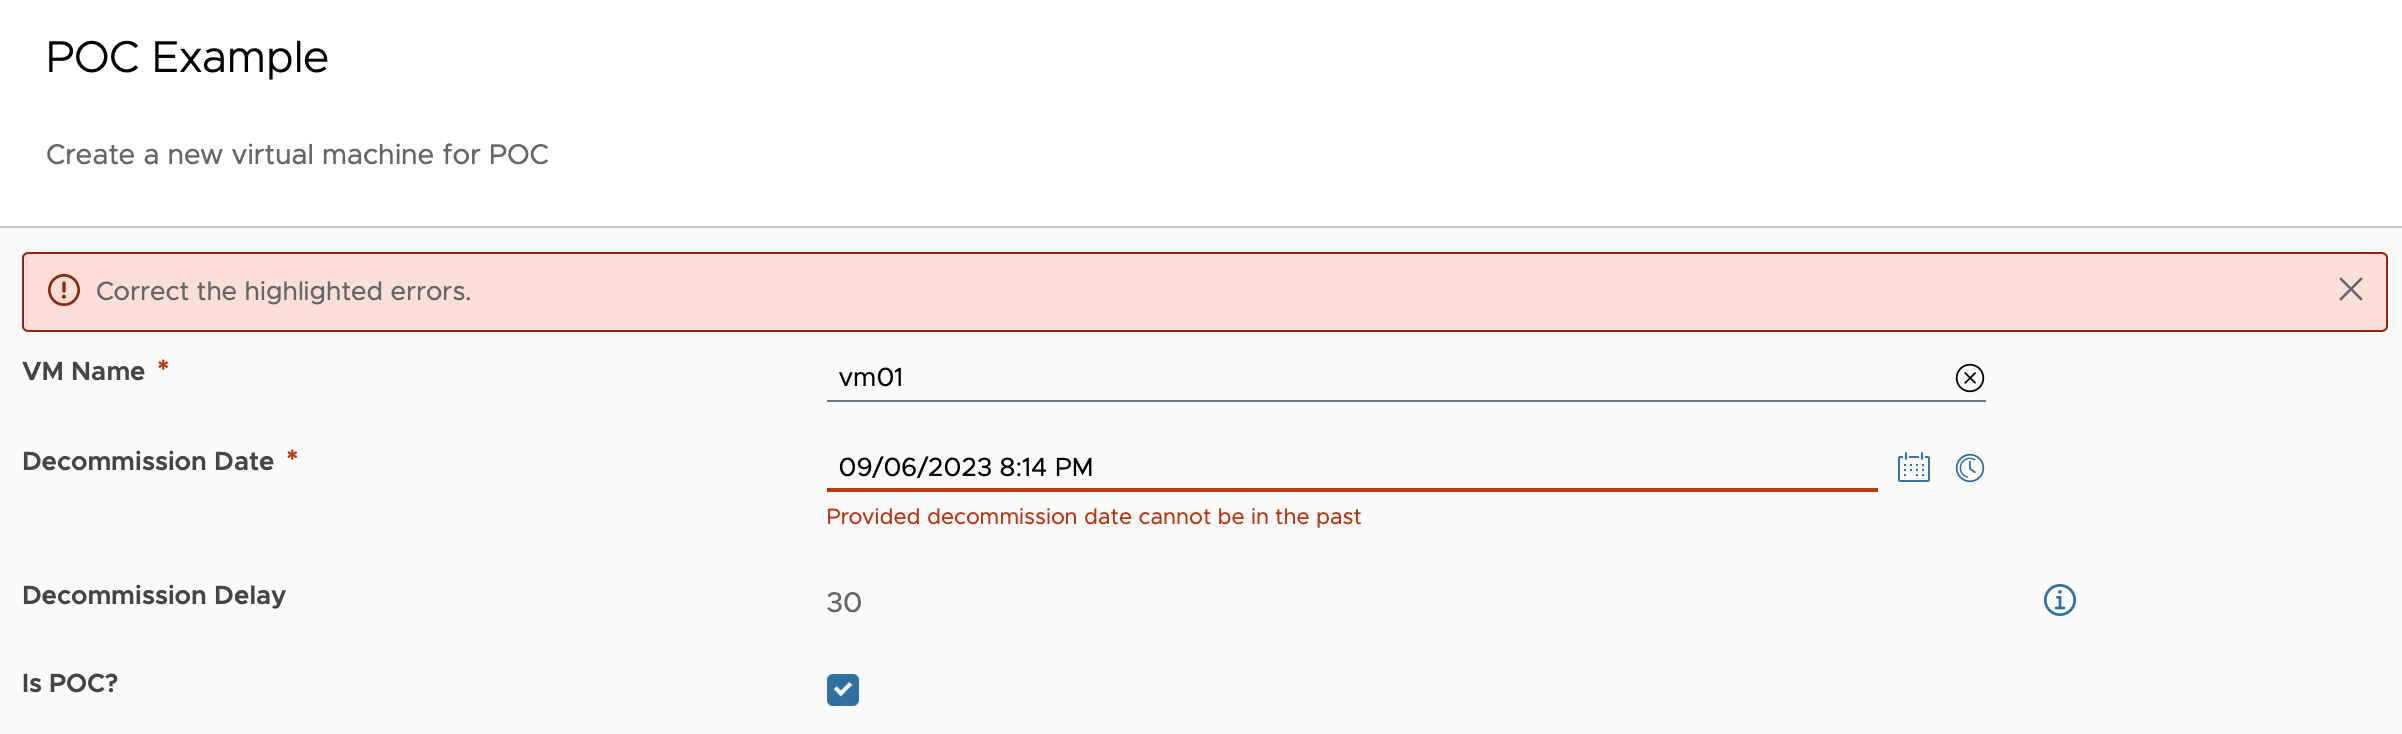 POC Example
Create a new virtual machine for POC
Correct the highlighted errors.
VM Name *
vm01
Decommission Date *
09/06/2023 8:14 PM
Provided decommission date cannot be in the past
Decommission Delay
30
Is POC?